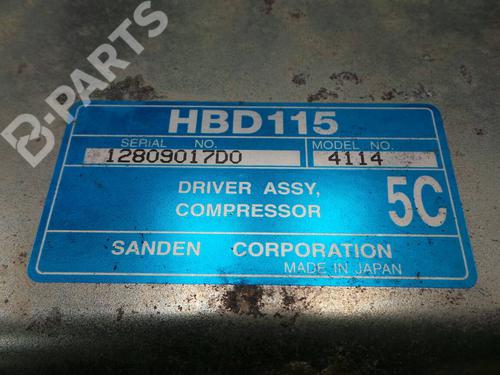 B-PARTS
HBD115
SERIAL NO. MODEL NO.
12809017D0 4114
DRIVER ASSY,
COMPRESSOR 5C
SANDEN CORPORATION
MADE IN JAPAN